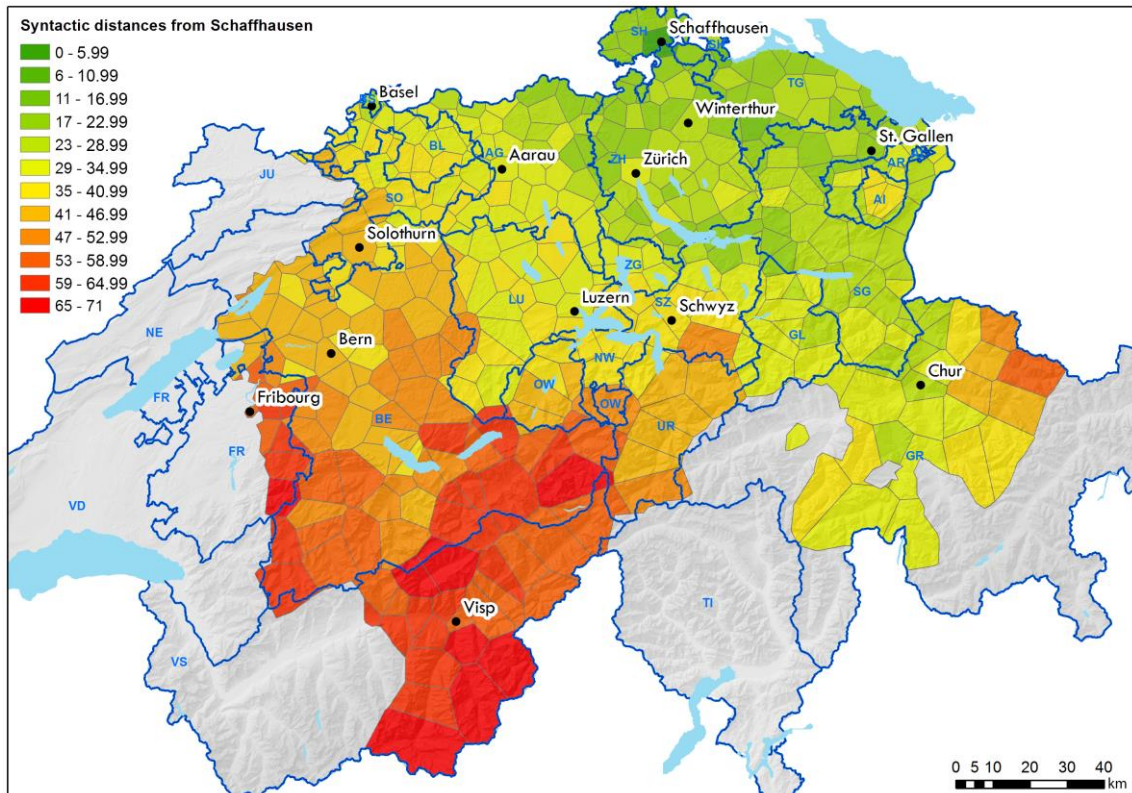 Syntactic distances from Schaffhausen
0 - 5.99
6 - 10.99
11 - 16.99
17 - 22.99
23 - 28.99
29 - 34.99
35 - 40.99
41 - 46.99
47 - 52.99
53 - 58.99
59 - 64.99
65 - 71
SH
Schaffhausen
SH
TG
Basel
BS
Winterthur
BL
AG
Aarau
ZH
Zürich
St. Gallen
AR
AI
JU
SO
Solothurn
ZG
SG
LU
Luzern
SZ
Schwyz
NE
Bern
GL
NW
OW
Chur
FR
Fribourg
OW
BE
UR
FR
GR
VD
TI
Visp
VS
0 5 10 20 30 40
km